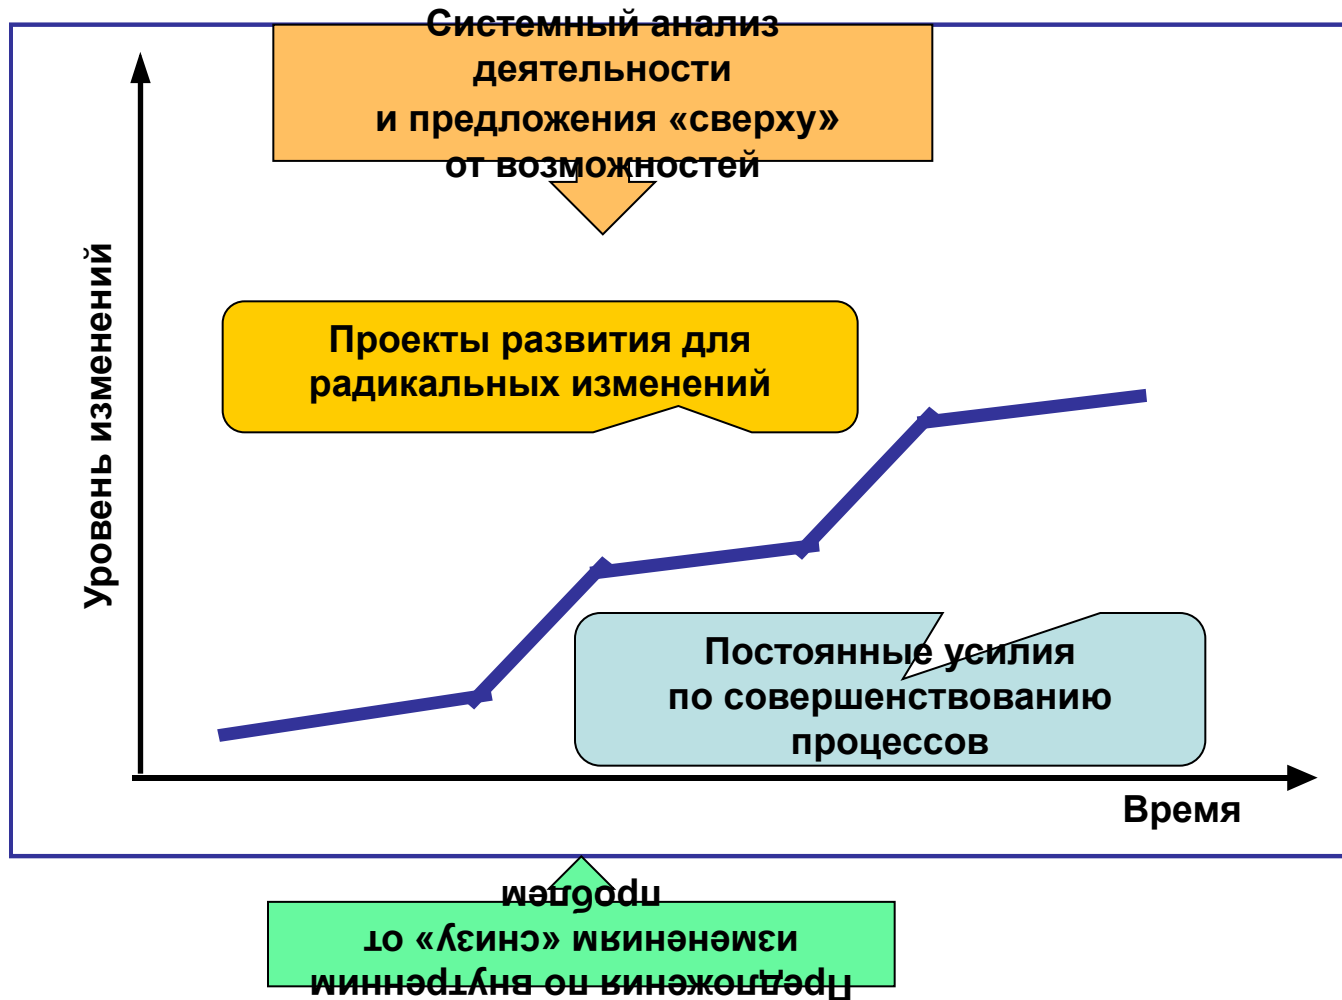 Системный анализ
деятельности
и предложения «сверху»
от возможностей
Уровень изменений
Проекты развития для
радикальных изменений
Постоянные усилия
по совершенствованию
процессов
Время
Предложения по внутренним
изменениям «снизу» от
проблем